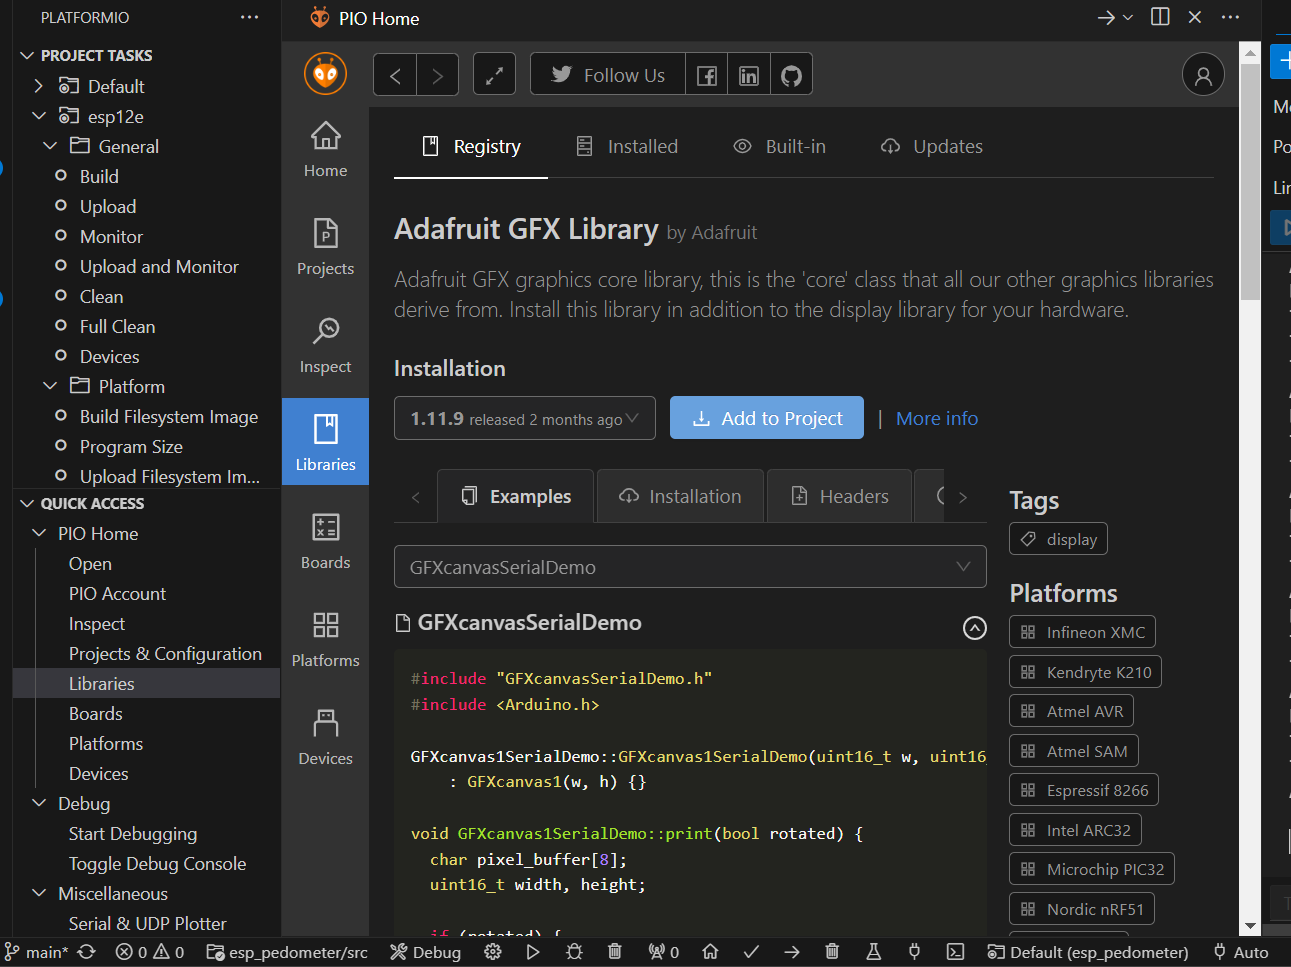 PLATFORMIO
PROJECT TASKS
Default
esp12e
General
Build
Upload
Monitor
Upload and Monitor
Clean
Full Clean
Devices
Platform
Build Filesystem Image
Program Size
Upload Filesystem Im...
QUICK ACCESS
PIO Home
Open
PIO Account
Inspect
Projects & Configuration
Libraries
Boards
Platforms
Devices
Debug
Start Debugging
Toggle Debug Console
Miscellaneous
Serial & UDP Plotter
PIO Home
Follow Us
Home
Projects
Inspect
Libraries
Boards
Platforms
Devices
Registry Installed Built-in Updates
Adafruit GFX Library by Adafruit
Adafruit GFX graphics core library, this is the 'core' class that all our other graphics libraries
derive from. Install this library in addition to the display library for your hardware.
Installation
1.11.9 released 2 months ago Add to Project | More info
Examples Installation Headers
GFXcanvasSerialDemo
GFXcanvasSerialDemo
#include "GFXcanvasSerialDemo.h"
#include <Arduino.h>
GFXcanvas1SerialDemo::GFXcanvas1SerialDemo(uint16_t w, uint16_
: GFXcanvas1(w, h) {}
void GFXcanvas1SerialDemo::print(bool rotated) {
char pixel_buffer[8];
uint16_t width, height;
if (rotated) {
Tags
display
Platforms
Infineon XMC
Kendryte K210
Atmel AVR
Atmel SAM
Espressif 8266
Intel ARC32
Microchip PIC32
Nordic nRF51
main* 0 0 esp_pedometer/src Debug 0 Default (esp_pedometer) Auto